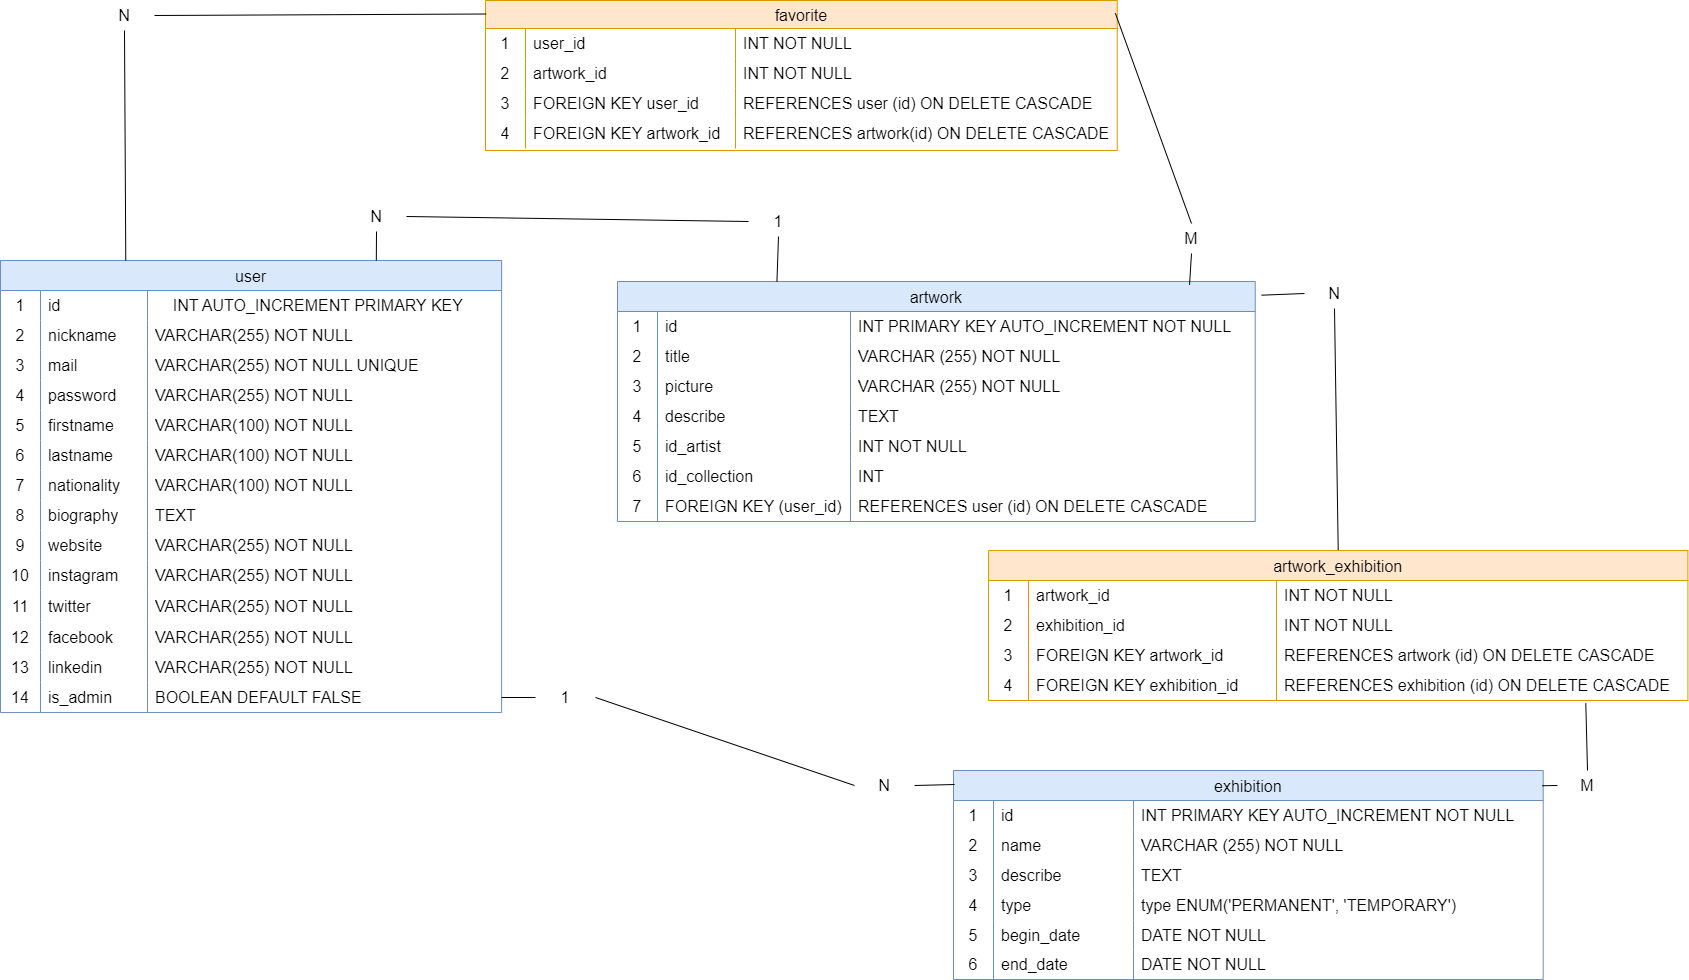 N
favorite
1 user_id INT NOT NULL
2 artwork_id INT NOT NULL
3 FOREIGN KEY user_id REFERENCES user (id) ON DELETE CASCADE
4 FOREIGN KEY artwork_id REFERENCES artwork(id) ON DELETE CASCADE
N
1
M
user
1 id INT AUTO_INCREMENT PRIMARY KEY
2 nickname VARCHAR(255) NOT NULL
3 mail VARCHAR(255) NOT NULL UNIQUE
4 password VARCHAR(255) NOT NULL
5 firstname VARCHAR(100) NOT NULL
6 lastname VARCHAR(100) NOT NULL
7 nationality VARCHAR(100) NOT NULL
8 biography TEXT
9 website VARCHAR(255) NOT NULL
10 instagram VARCHAR(255) NOT NULL
11 twitter VARCHAR(255) NOT NULL
12 facebook VARCHAR(255) NOT NULL
13 linkedin VARCHAR(255) NOT NULL
14 is_admin BOOLEAN DEFAULT FALSE
artwork
1 id INT PRIMARY KEY AUTO_INCREMENT NOT NULL
2 title VARCHAR (255) NOT NULL
3 picture VARCHAR (255) NOT NULL
4 describe TEXT
5 id_artist INT NOT NULL
6 id_collection INT
7 FOREIGN KEY (user_id) REFERENCES user (id) ON DELETE CASCADE
N
artwork_exhibition
1 artwork_id INT NOT NULL
2 exhibition_id INT NOT NULL
3 FOREIGN KEY artwork_id REFERENCES artwork (id) ON DELETE CASCADE
4 FOREIGN KEY exhibition_id REFERENCES exhibition (id) ON DELETE CASCADE
1
N
M
exhibition
1 id INT PRIMARY KEY AUTO_INCREMENT NOT NULL
2 name VARCHAR (255) NOT NULL
3 describe TEXT
4 type type ENUM('PERMANENT', 'TEMPORARY')
5 begin_date DATE NOT NULL
6 end_date DATE NOT NULL